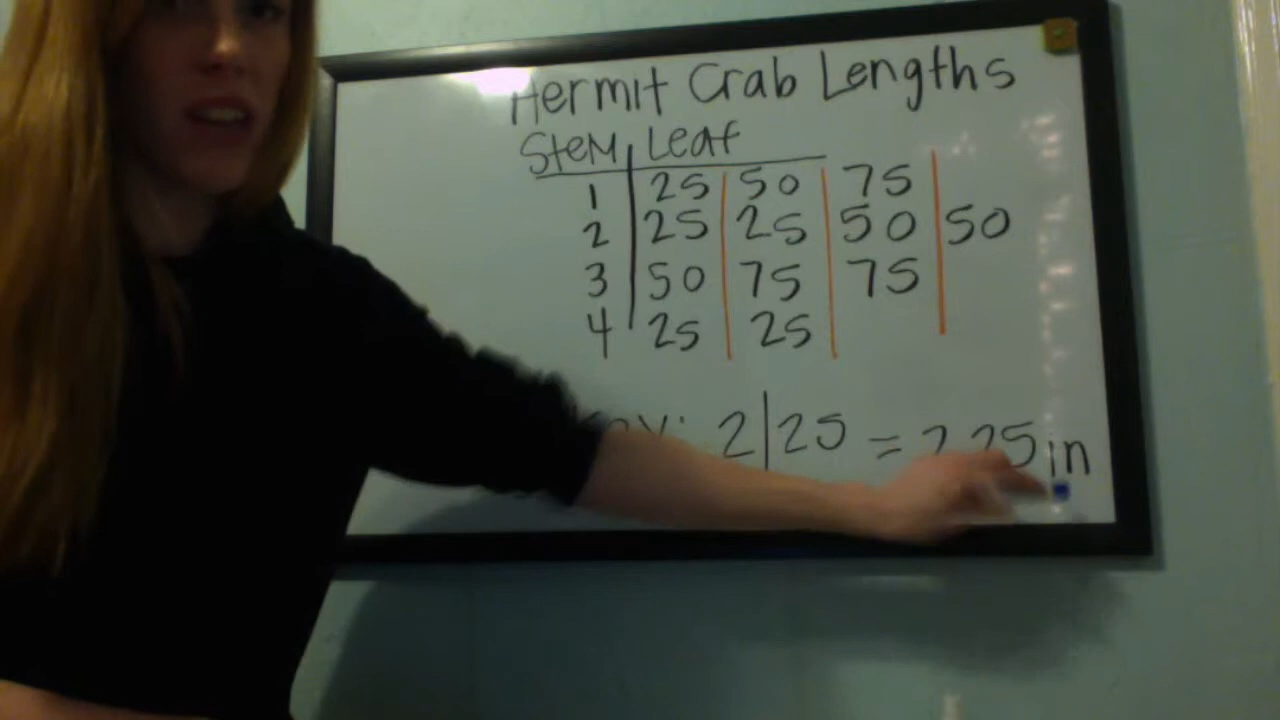 Hermit Crab Lengths
Stem | Leaf
1 | 25 | 50 | 75
2 | 25 | 25 | 50 | 50
3 | 50 | 75 | 75
4 | 25 | 25
2|25 = 2.25 in